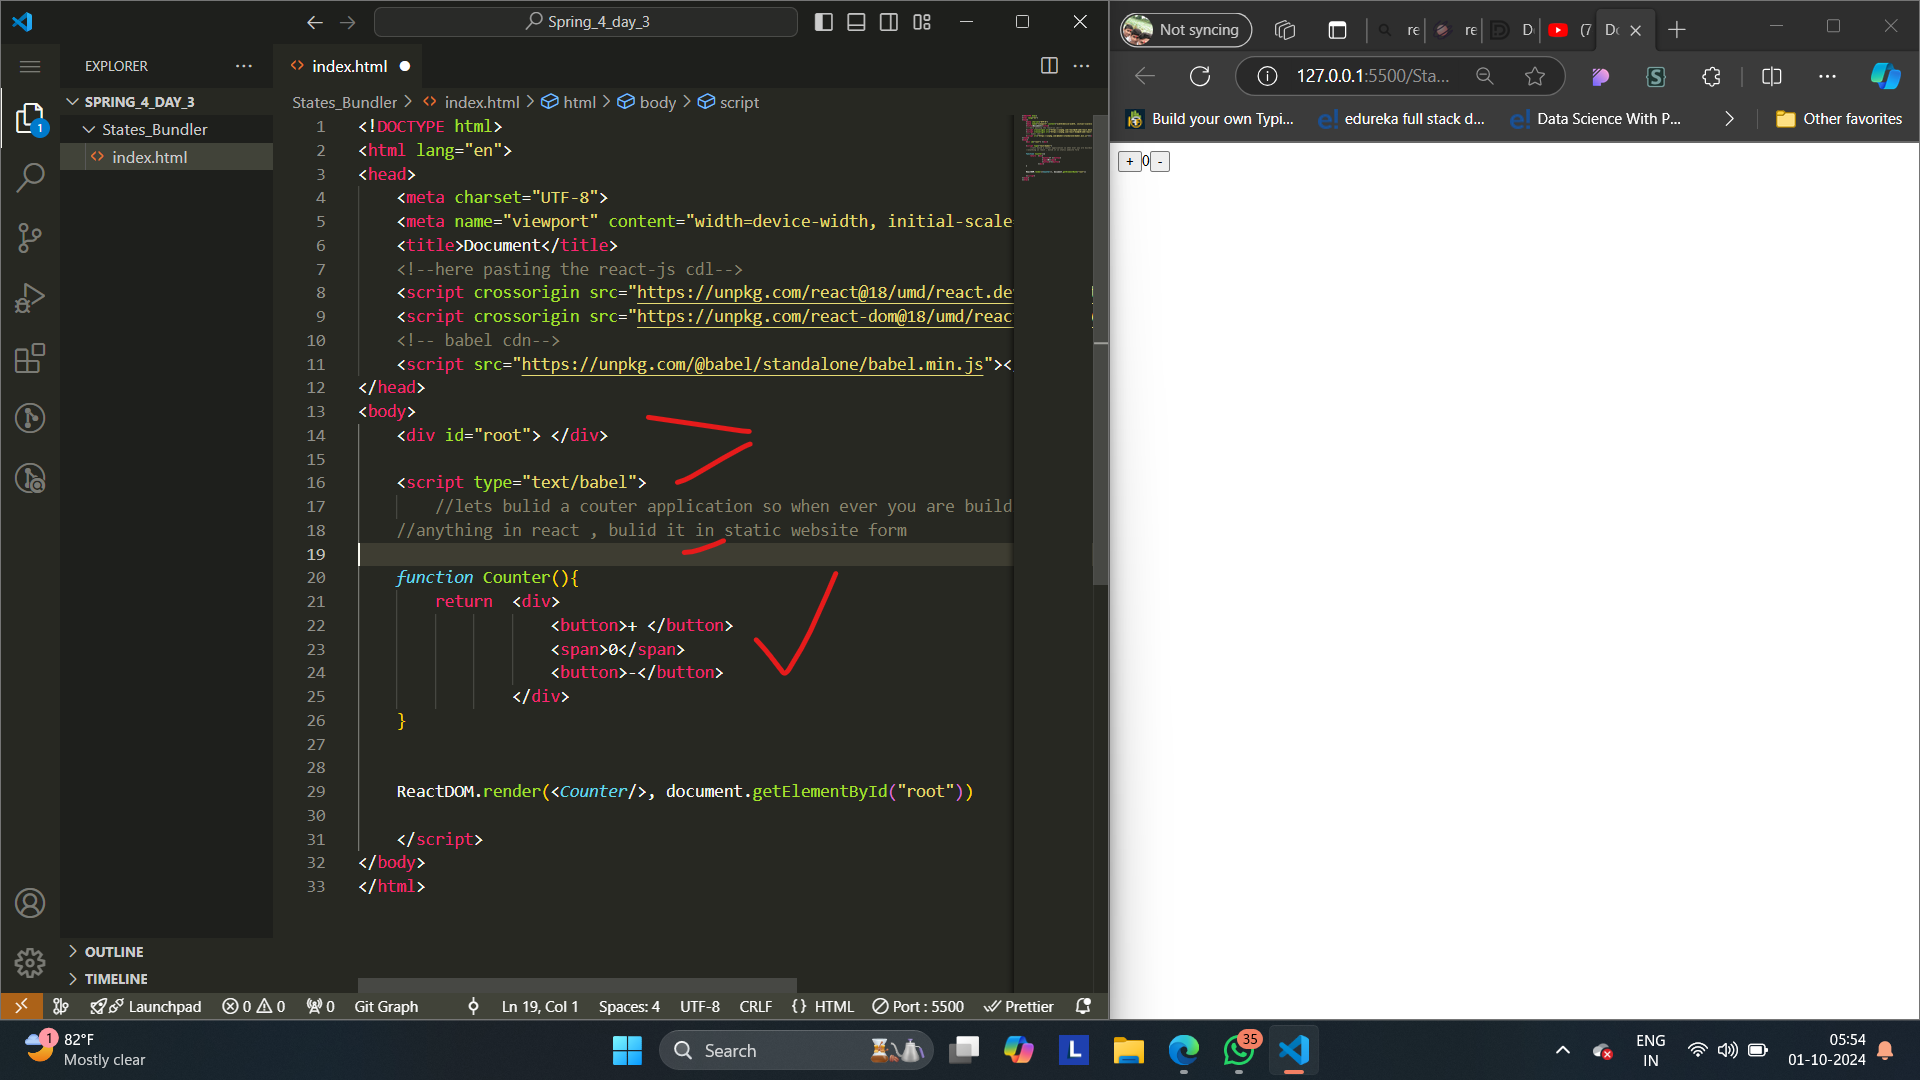 Spring_4_day_3
EXPLORER
SPRING_4_DAY_3
States_Bundler
index.html
1
index.html
States_Bundler > index.html > html > body > script
1 <!DOCTYPE html>
2 <html lang="en">
3 <head>
4 <meta charset="UTF-8">
5 <meta name="viewport" content="width=device-width, initial-scale=
6 <title>Document</title>
7 <!--here pasting the react-js cdl-->
8 <script crossorigin src="https://unpkg.com/react@18/umd/react.de
9 <script crossorigin src="https://unpkg.com/react-dom@18/umd/reac
10 <!-- babel cdn-->
11 <script src="https://unpkg.com/@babel/standalone/babel.min.js"><
12 </head>
13 <body>
14 <div id="root"> </div>
15
16 <script type="text/babel">
17 //lets bulid a couter application so when ever you are build
18 //anything in react , bulid it in static website form
19
20 function Counter(){
21 return <div>
22 <button>+ </button>
23 <span>0</span>
24 <button>-</button>
25 </div>
26 }
27
28
29 ReactDOM.render(<Counter/>, document.getElementById("root"))
30
31 </script>
32 </body>
33 </html>
OUTLINE
TIMELINE
Launchpad 0 0 0 Git Graph Ln 19, Col 1 Spaces: 4 UTF-8 CRLF {} HTML Port : 5500 Prettier
Not syncing re re D (7 Dc
127.0.0.1:5500/Sta...
Build your own Typi... edureka full stack d... Data Science With P... Other favorites
+ 0 -
1 82°F
Mostly clear
Search
L
35
ENG
IN
05:54
01-10-2024